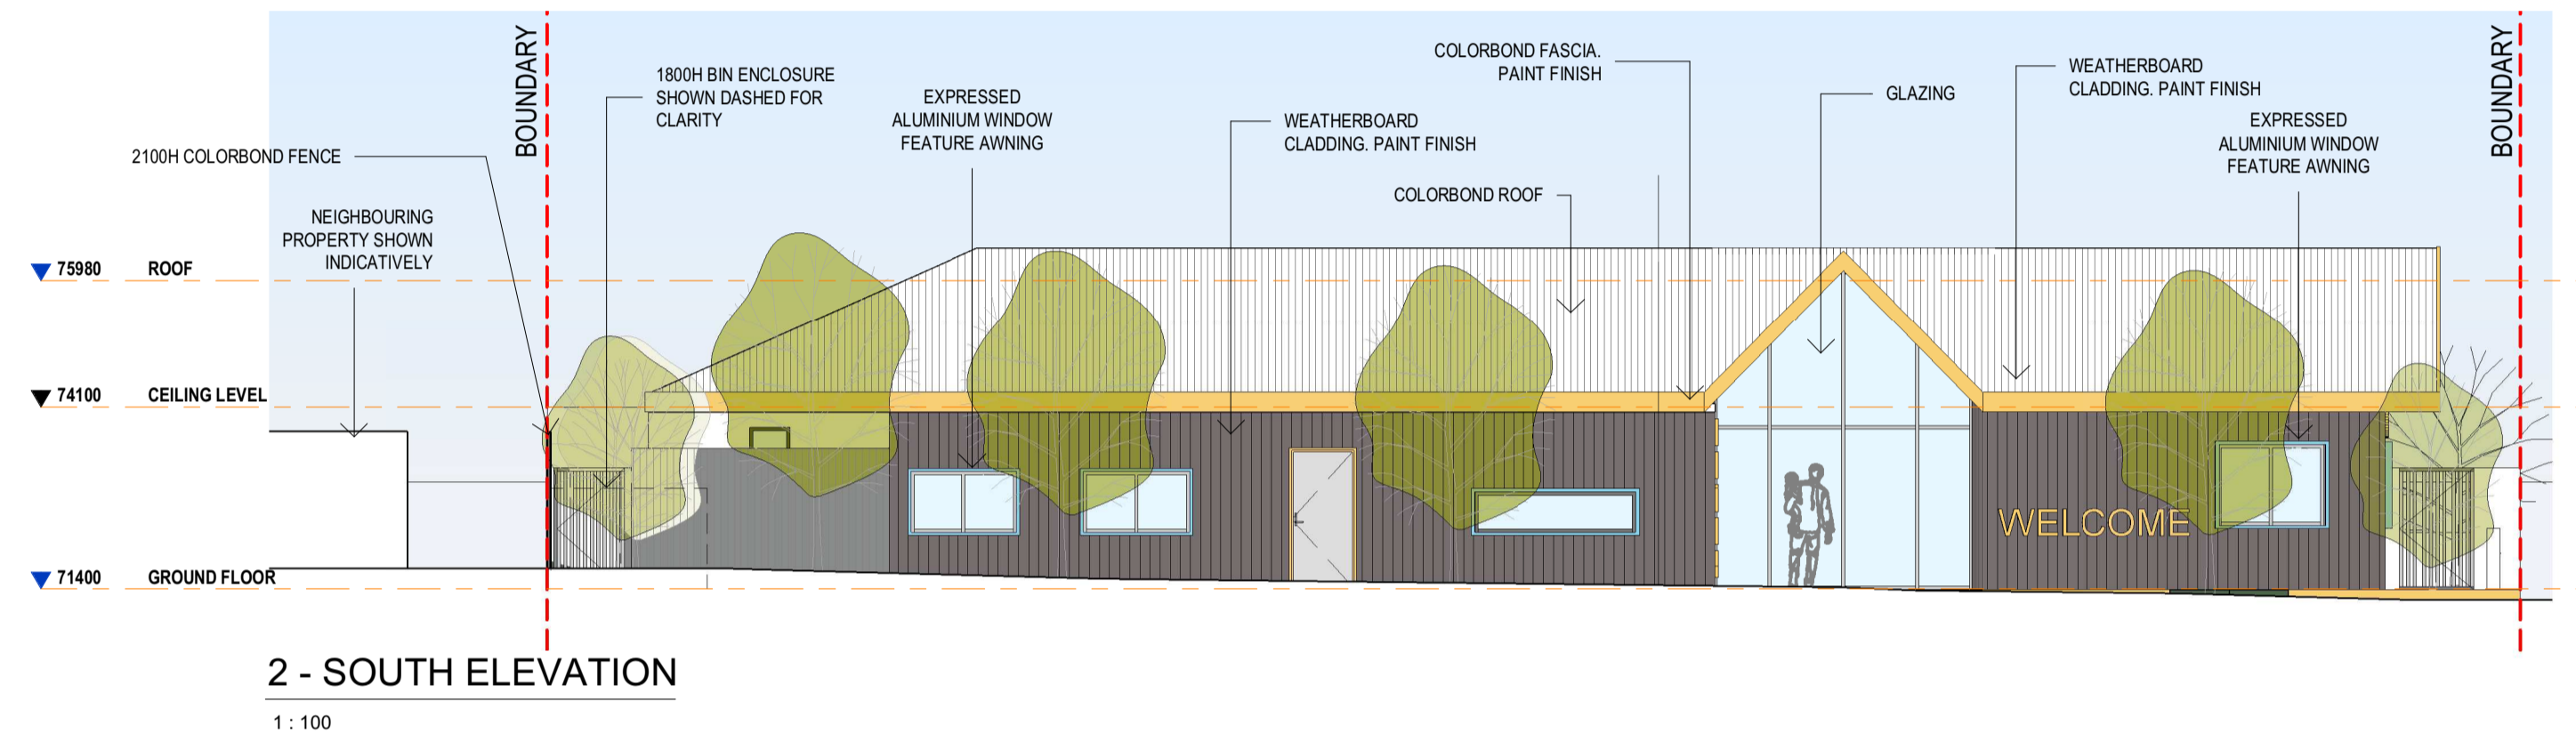 BOUNDARY
BOUNDARY
COLORBOND FASCIA.
PAINT FINISH
1800H BIN ENCLOSURE
SHOWN DASHED FOR
CLARITY
EXPRESSED
ALUMINIUM WINDOW
FEATURE AWNING
WEATHERBOARD
CLADDING. PAINT FINISH
GLAZING
WEATHERBOARD
CLADDING. PAINT FINISH
EXPRESSED
ALUMINIUM WINDOW
FEATURE AWNING
2100H COLORBOND FENCE
COLORBOND ROOF
NEIGHBOURING
PROPERTY SHOWN
INDICATIVELY
75980 ROOF
74100 CEILING LEVEL
WELCOME
71400 GROUND FLOOR
2 - SOUTH ELEVATION
1 : 100